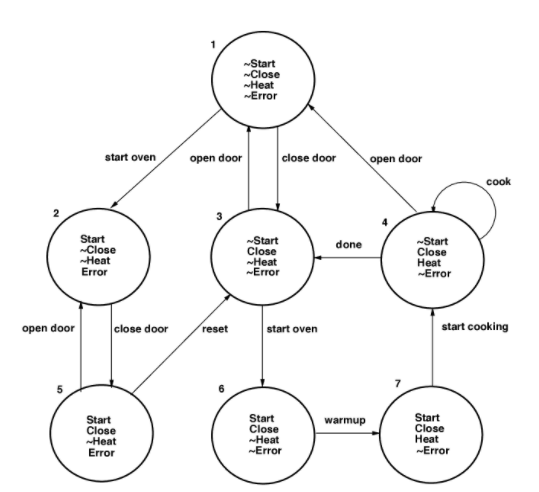 1
~Start
~Close
~Heat
~Error
start oven
open door
close door
open door
cook
2
Start
~Close
~Heat
Error
3
~Start
Close
~Heat
~Error
done
4
~Start
Close
Heat
~Error
open door
close door
reset
start oven
start cooking
5
Start
Close
~Heat
Error
6
Start
Close
~Heat
~Error
warmup
7
Start
Close
Heat
~Error